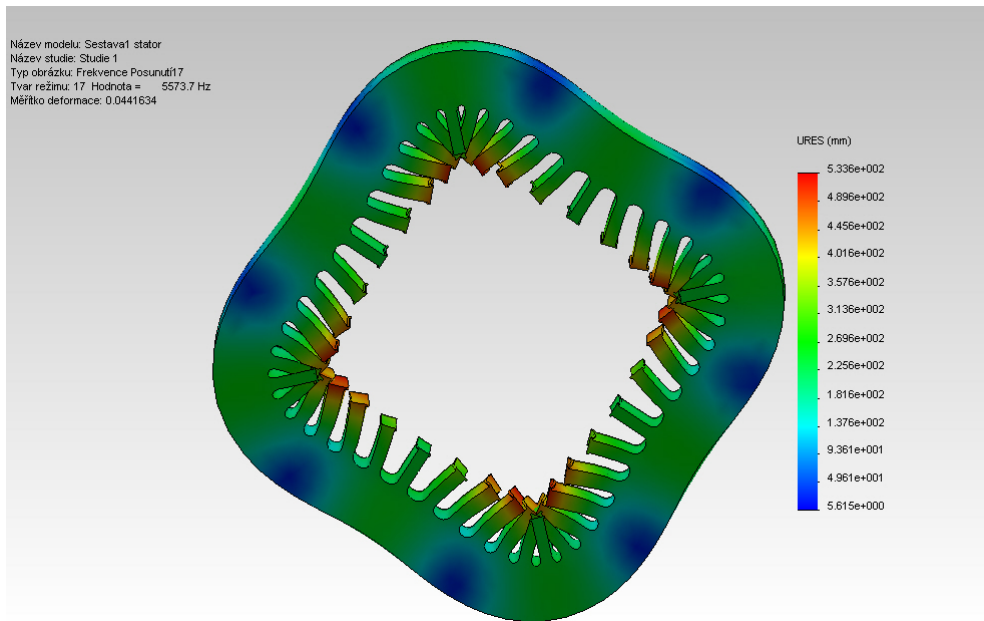 Název modelu: Sestava1 stator
Název studie: Studie 1
Typ obrázku: Frekvence Posunutí17
Tvar režimu: 17 Hodnota = 5573.7 Hz
Měřítko deformace: 0.0441634
URES (mm)
5.336e+002
4.896e+002
4.456e+002
4.016e+002
3.576e+002
3.136e+002
2.696e+002
2.256e+002
1.816e+002
1.376e+002
9.361e+001
4.961e+001
5.615e+000